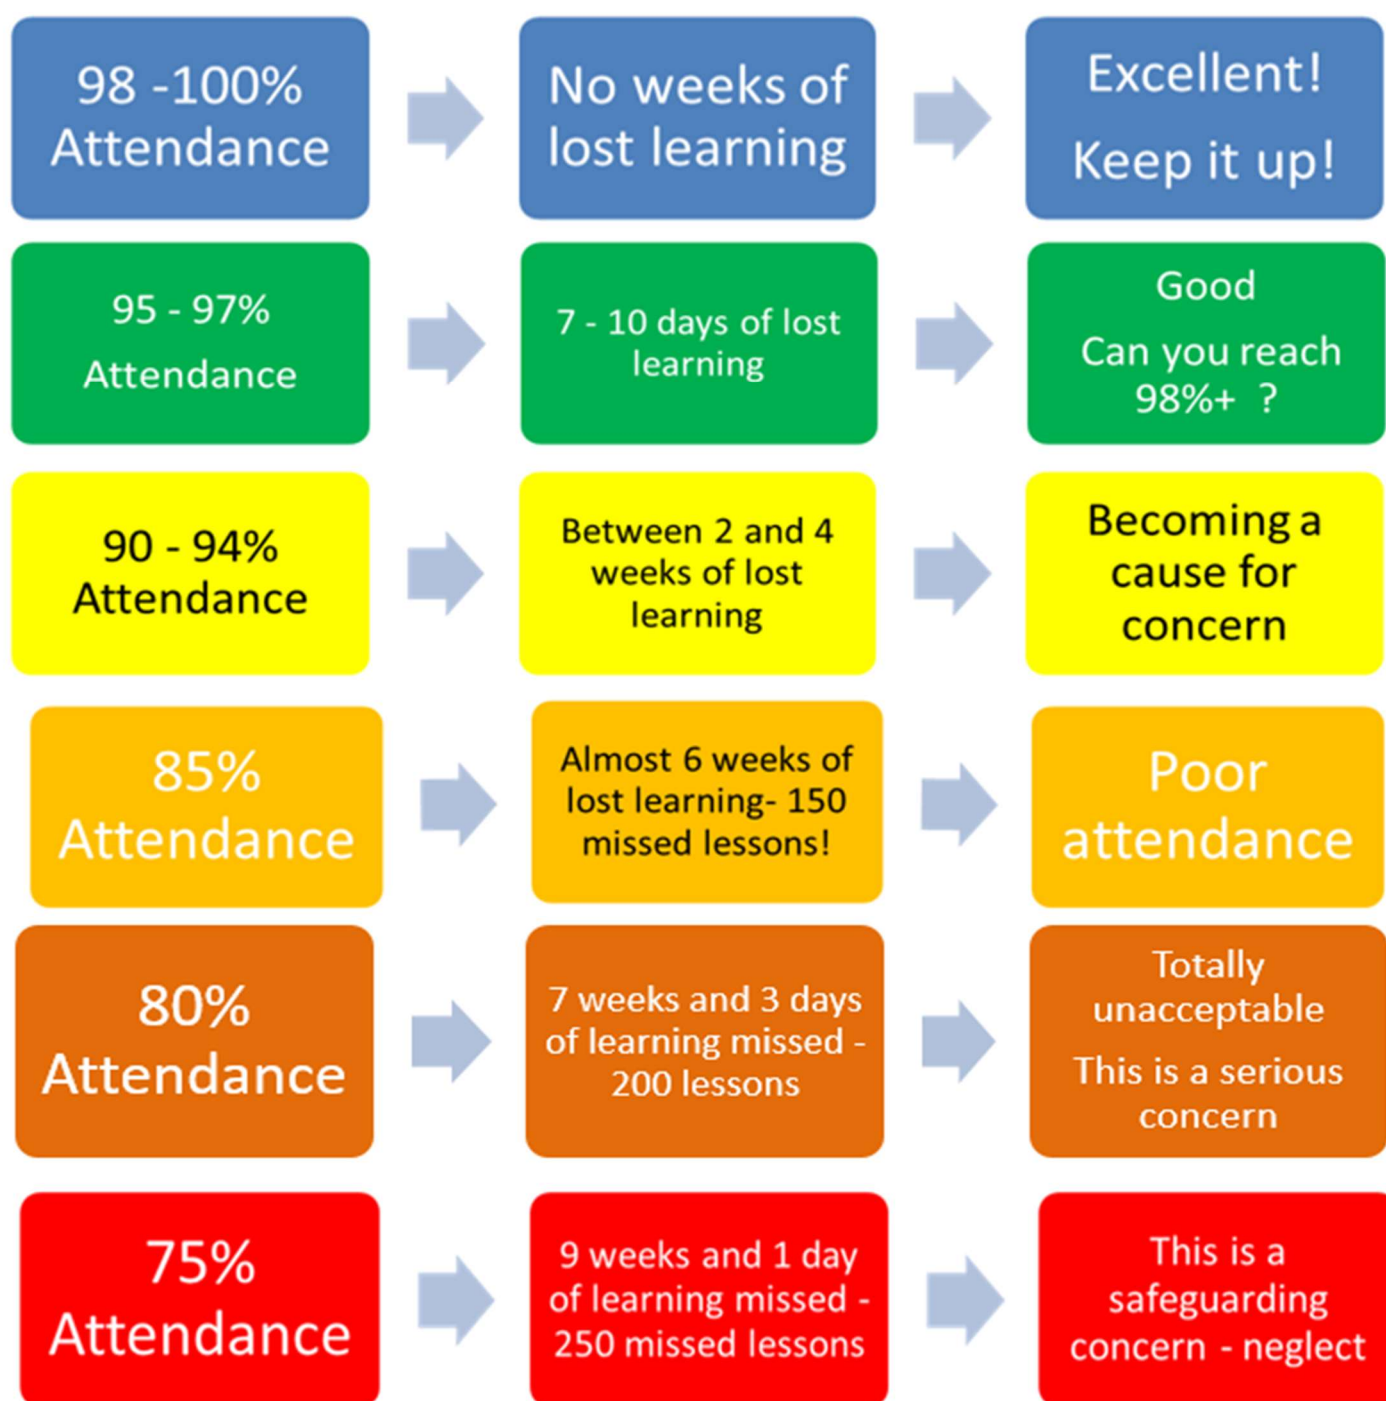 98 -100%
Attendance
No weeks of
lost learning
Excellent!
Keep it up!
95 - 97%
Attendance
7 - 10 days of lost
learning
Good
Can you reach
98%+  ?
90 - 94%
Attendance
Between 2 and 4
weeks of lost
learning
Becoming a
cause for
concern
85%
Attendance
Almost 6 weeks of
lost learning- 150
missed lessons!
Poor
attendance
80%
Attendance
7 weeks and 3 days
of learning missed -
200 lessons
Totally
unacceptable
This is a serious
concern
75%
Attendance
9 weeks and 1 day
of learning missed -
250 missed lessons
This is a
safeguarding
concern - neglect